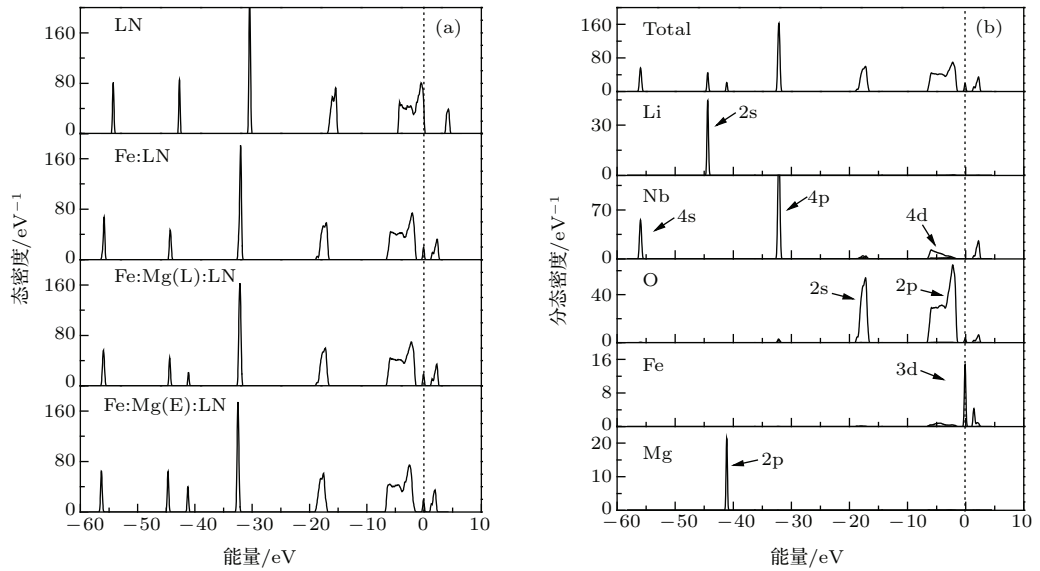 LN
(a)
160
80
0
Fe:LN
160
80
0
Fe:Mg(L):LN
160
80
0
Fe:Mg(E):LN
160
80
0
−60 −50 −40 −30 −20 −10 0 10
能量/eV
态密度/eV⁻¹
Total
(b)
160
80
0
Li
2s
30
0
Nb
4s
4p
4d
70
0
O
2s
2p
40
0
Fe
3d
16
8
0
Mg
2p
20
10
0
−60 −50 −40 −30 −20 −10 0 10
能量/eV
分态密度/eV⁻¹